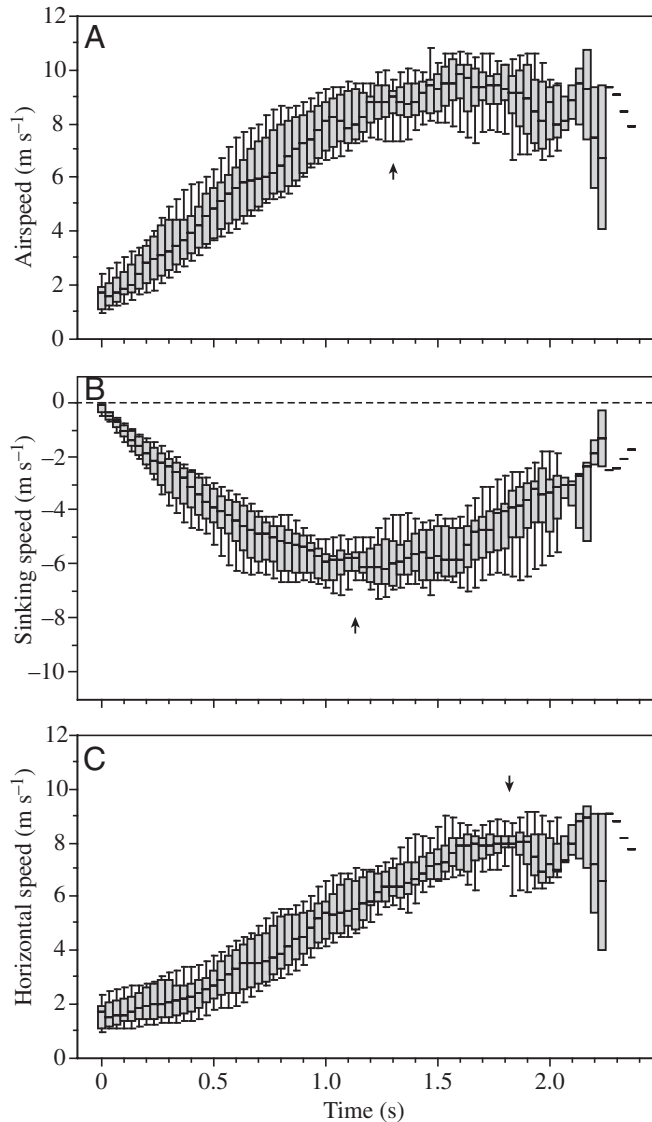 A
12
10
8
6
4
2
0
Airspeed (m s⁻¹)
B
0
–2
–4
–6
–8
–10
Sinking speed (m s⁻¹)
C
12
10
8
6
4
2
0
Horizontal speed (m s⁻¹)
0 0.5 1.0 1.5 2.0
Time (s)